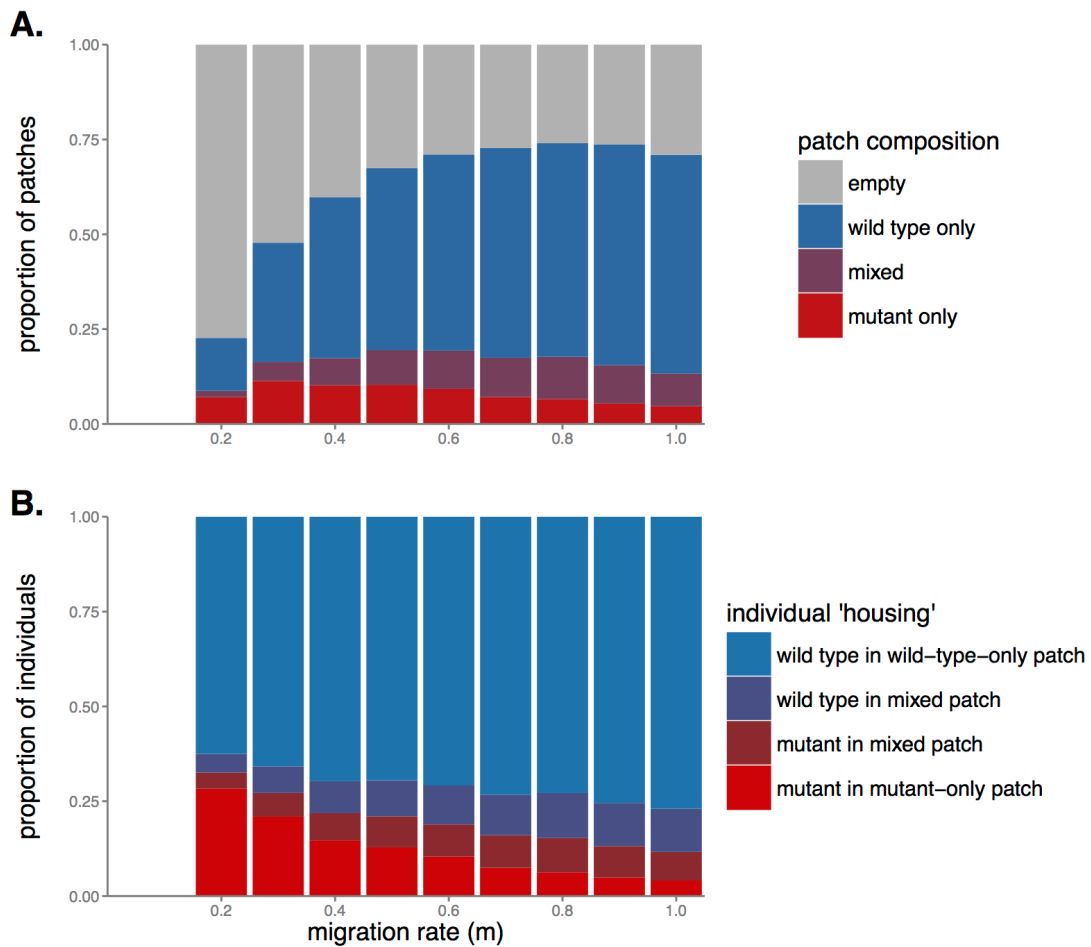 A.
proportion of patches
1.00
0.75
0.50
0.25
0.00
0.2 0.4 0.6 0.8 1.0
patch composition
empty
wild type only
mixed
mutant only
B.
proportion of individuals
1.00
0.75
0.50
0.25
0.00
0.2 0.4 0.6 0.8 1.0
migration rate (m)
individual 'housing'
wild type in wild−type−only patch
wild type in mixed patch
mutant in mixed patch
mutant in mutant−only patch